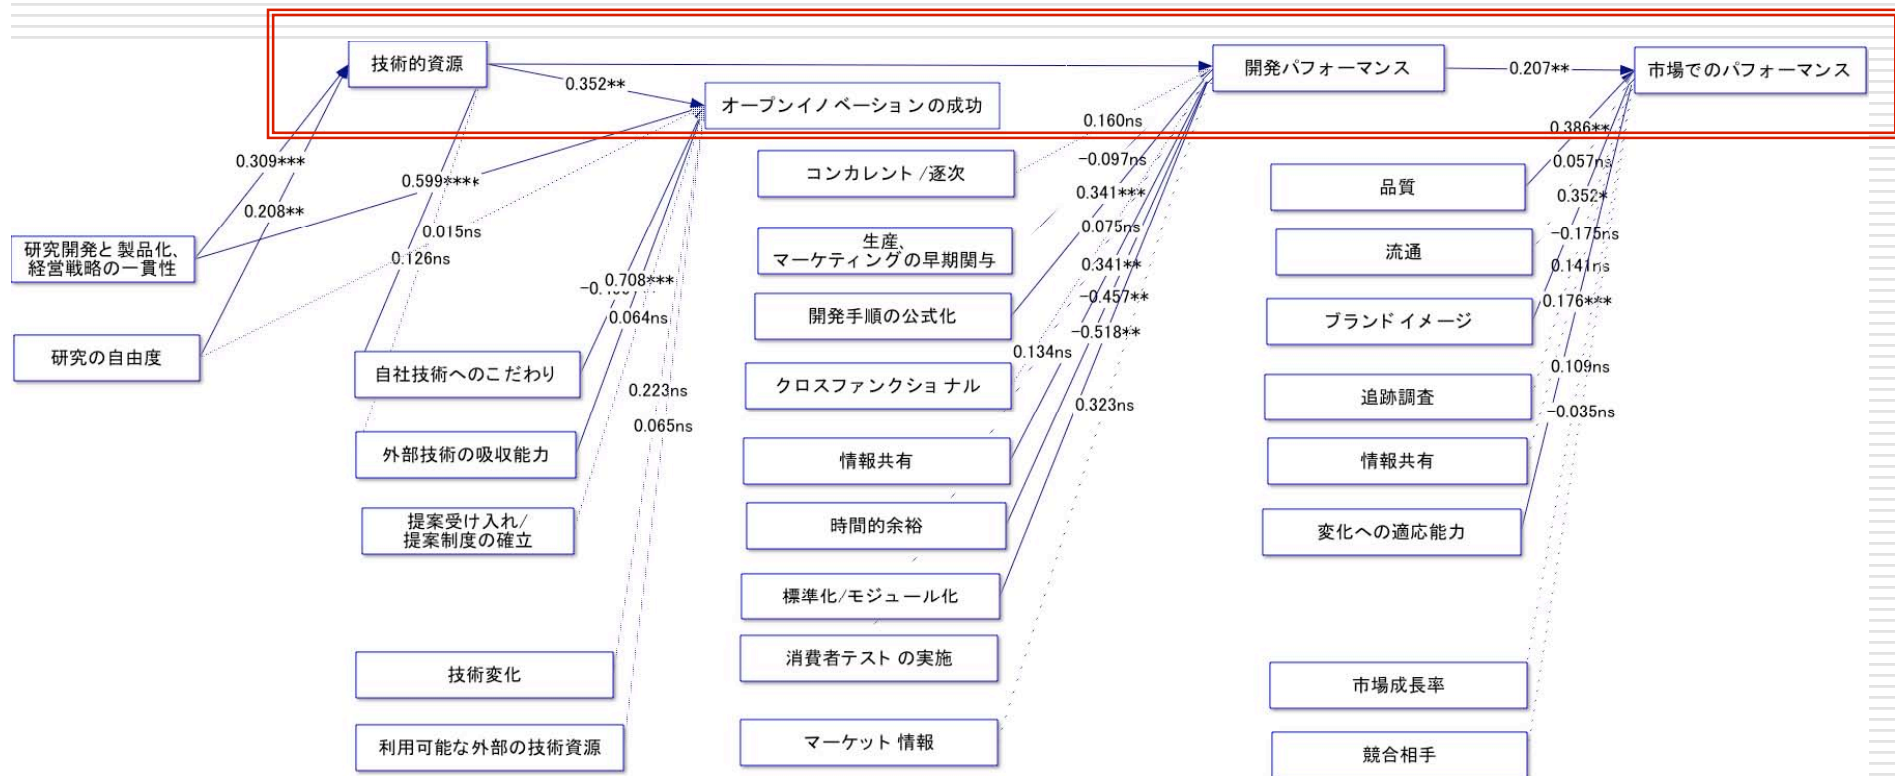 技術的資源
開発パフォーマンス
0.207**
市場でのパフォーマンス
0.352**
オープンイノベーションの成功
0.160ns
0.386**
0.309***
0.599****
コンカレント/逐次
-0.097ns
0.057ns
品質
0.341***
0.352*
0.208**
0.015ns
0.075ns
-0.175ns
研究開発と製品化、
経営戦略の一貫性
0.126ns
生産、
マーケティングの早期関与
流通
0.341**
0.141ns
0.708***
-0.457**
0.176***
0.064ns
開発手順の公式化
-0.518**
ブランドイメージ
研究の自由度
0.134ns
0.109ns
自社技術へのこだわり
クロスファンクショナル
0.223ns
0.323ns
追跡調査
-0.035ns
0.065ns
外部技術の吸収能力
情報共有
情報共有
提案受け入れ/
提案制度の確立
時間的余裕
変化への適応能力
標準化/モジュール化
技術変化
消費者テストの実施
市場成長率
利用可能な外部の技術資源
マーケット情報
競合相手